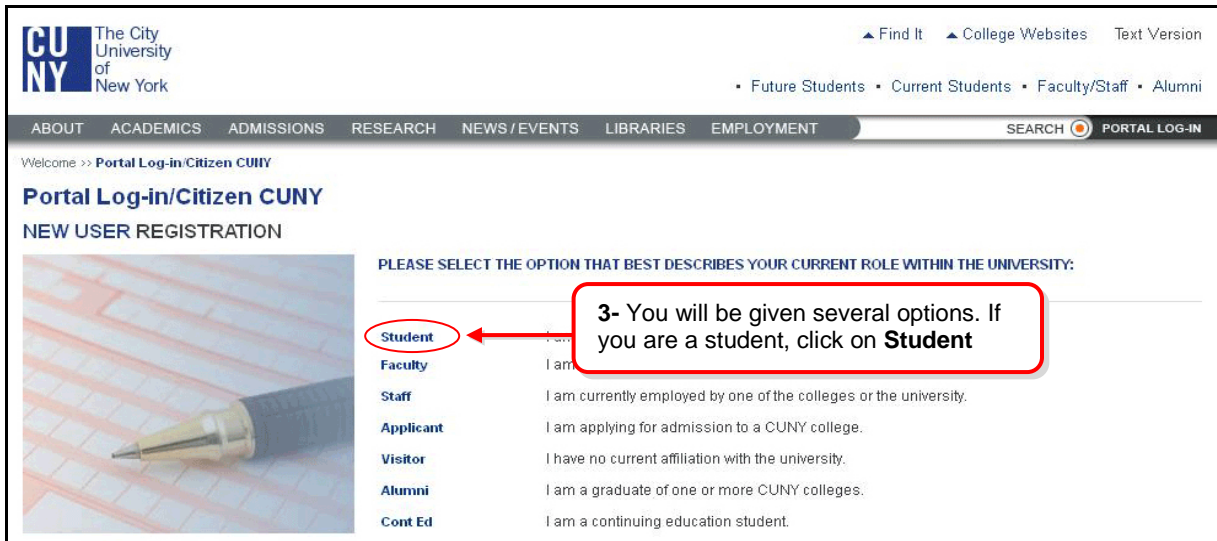 CU
NY
The City
University
of
New York
▲ Find It ▲ College Websites Text Version
▪ Future Students ▪ Current Students ▪ Faculty/Staff ▪ Alumni
ABOUT ACADEMICS ADMISSIONS RESEARCH NEWS / EVENTS LIBRARIES EMPLOYMENT SEARCH PORTAL LOG-IN
Welcome >> Portal Log-in/Citizen CUNY
Portal Log-in/Citizen CUNY
NEW USER REGISTRATION
PLEASE SELECT THE OPTION THAT BEST DESCRIBES YOUR CURRENT ROLE WITHIN THE UNIVERSITY:
3- You will be given several options. If
you are a student, click on Student
Student
Faculty I am
Staff I am currently employed by one of the colleges or the university.
Applicant I am applying for admission to a CUNY college.
Visitor I have no current affiliation with the university.
Alumni I am a graduate of one or more CUNY colleges.
Cont Ed I am a continuing education student.